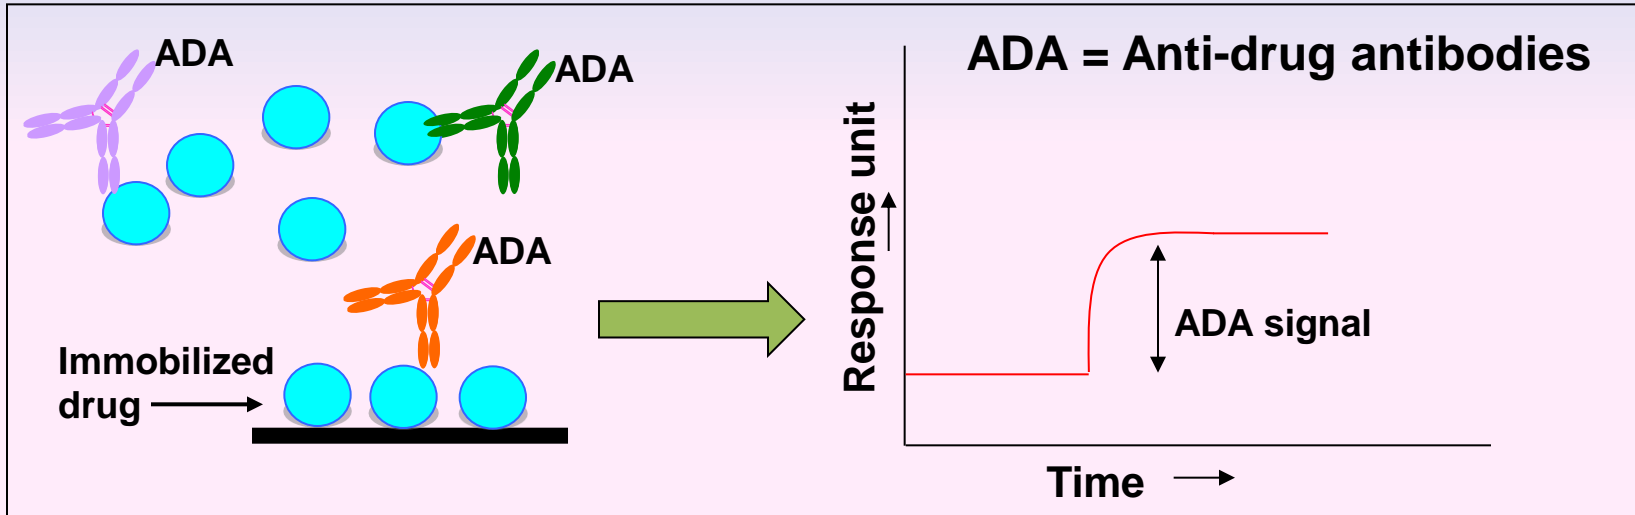 ADA
ADA
ADA
Immobilized
drug
ADA = Anti-drug antibodies
Response unit
ADA signal
Time